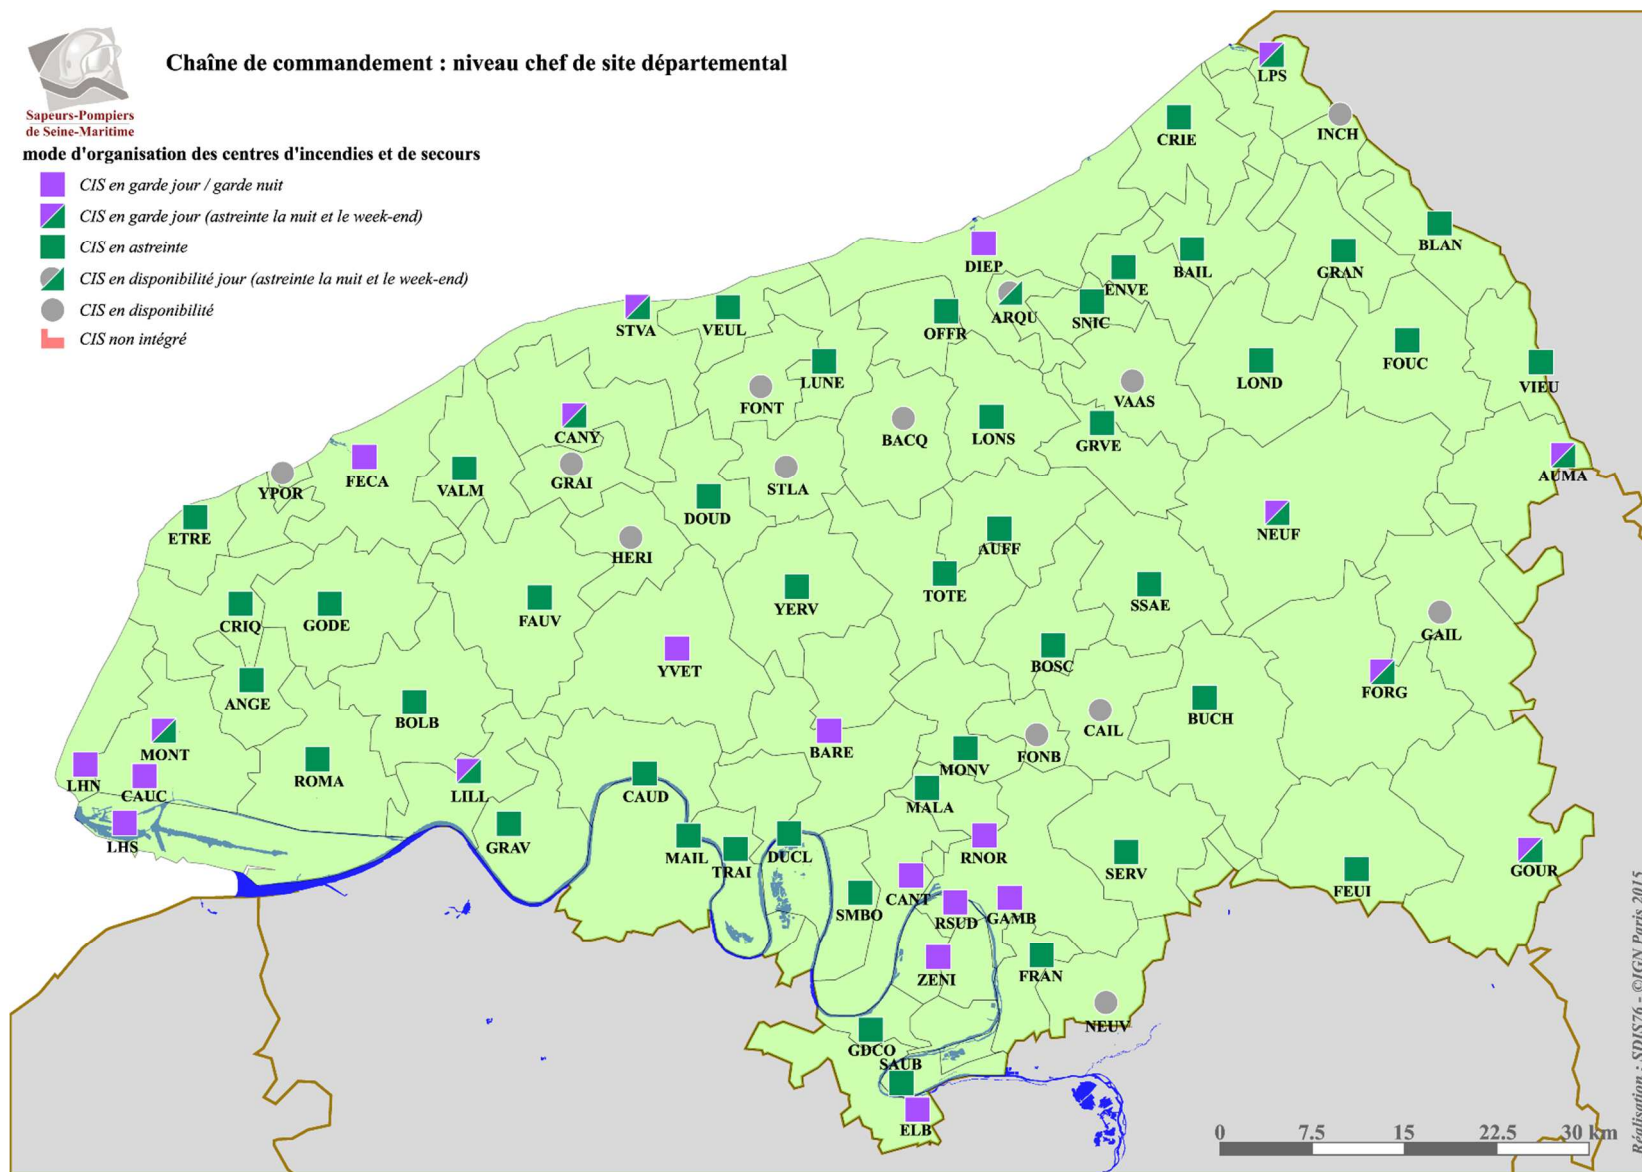 Chaîne de commandement : niveau chef de site départemental
Sapeurs-Pompiers
de Seine-Maritime
mode d'organisation des centres d'incendies et de secours
CIS en garde jour / garde nuit
CIS en garde jour (astreinte la nuit et le week-end)
CIS en astreinte
CIS en disponibilité jour (astreinte la nuit et le week-end)
CIS en disponibilité
CIS non intégré
LPS
INCH
CRIE
BLAN
DIEP
BAIL
GRAN
ENVE
ARQU
SNIC
STVA
VEUL
OFFR
FOUC
LUNE
LOND
VIEU
FONT
VAAS
CANY
BACQ
LONS
GRVE
AUMA
FECA
YPOR
VALM
GRAI
STLA
DOUD
ETRE
NEUF
HERI
AUFF
TOTE
SSAE
YERV
CRIQ
GODE
FAUV
GAIL
YVET
BOSC
FORG
ANGE
BOLB
BUCH
CAIL
MONT
BARE
FONB
MONV
LHN
CAUC
ROMA
LILL
CAUD
MALA
LHS
GRAV
MAIL
TRAI
DUCL
RNOR
SERV
GOUR
FEUI
CANT
SMBO
RSUD
GAMB
ZENI
FRAN
NEUV
GDCO
SAUB
ELB
0 7.5 15 22.5 30 km
Réalisation : SDIS76 - ©IGN Paris 2015